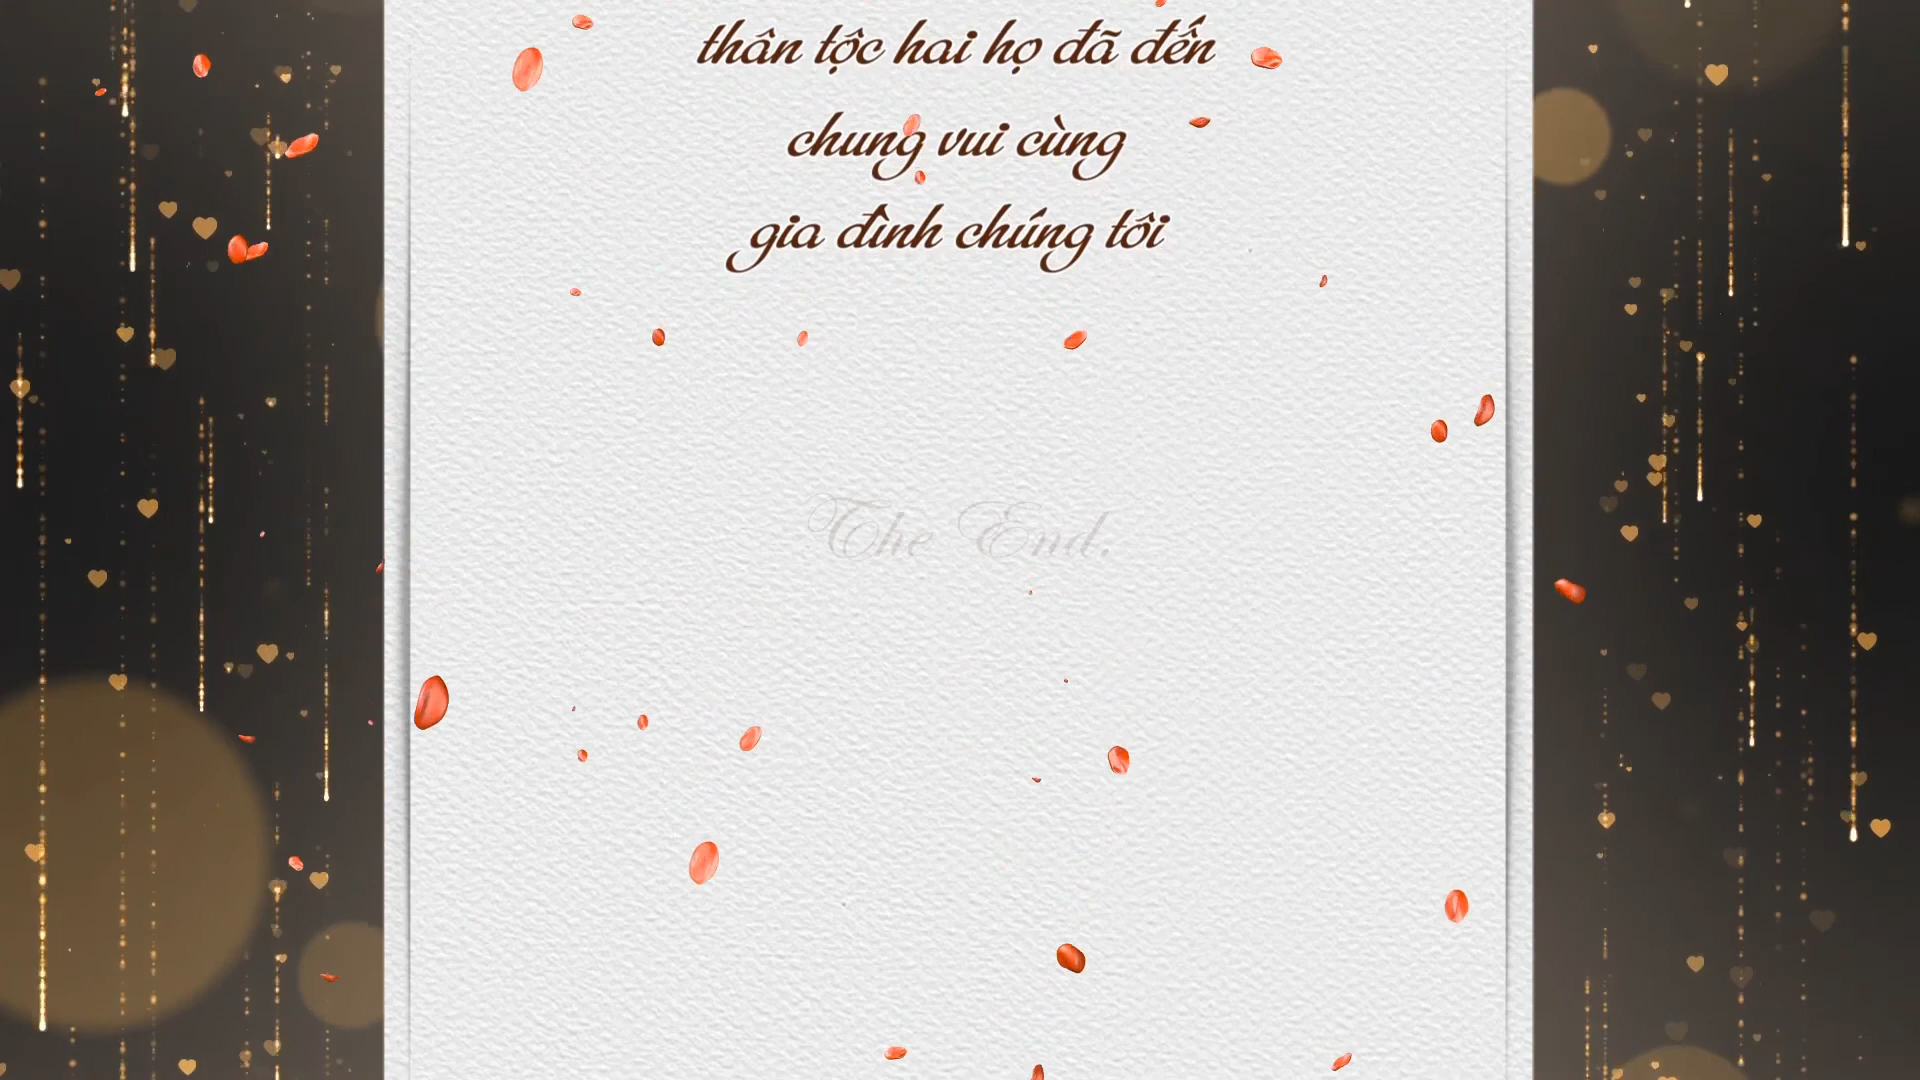 thân tộc hai họ đã đến
chung vui cùng
gia đình chúng tôi
The End.